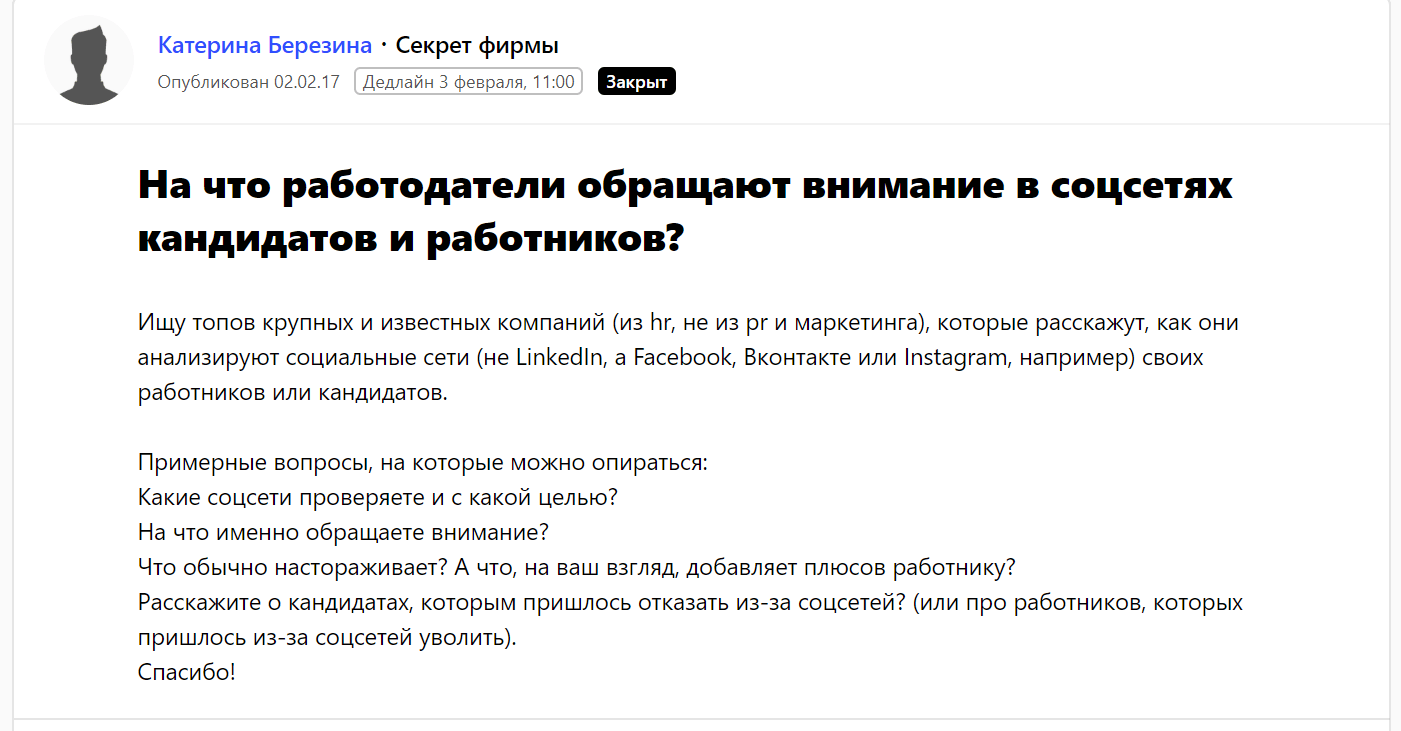 Катерина Березина · Секрет фирмы
Опубликован 02.02.17 Дедлайн 3 февраля, 11:00 Закрыт
На что работодатели обращают внимание в соцсетях
кандидатов и работников?
Ищу топов крупных и известных компаний (из hr, не из pr и маркетинга), которые расскажут, как они
анализируют социальные сети (не LinkedIn, а Facebook, Вконтакте или Instagram, например) своих
работников или кандидатов.
Примерные вопросы, на которые можно опираться:
Какие соцсети проверяете и с какой целью?
На что именно обращаете внимание?
Что обычно настораживает? А что, на ваш взгляд, добавляет плюсов работнику?
Расскажите о кандидатах, которым пришлось отказать из-за соцсетей? (или про работников, которых
пришлось из-за соцсетей уволить).
Спасибо!